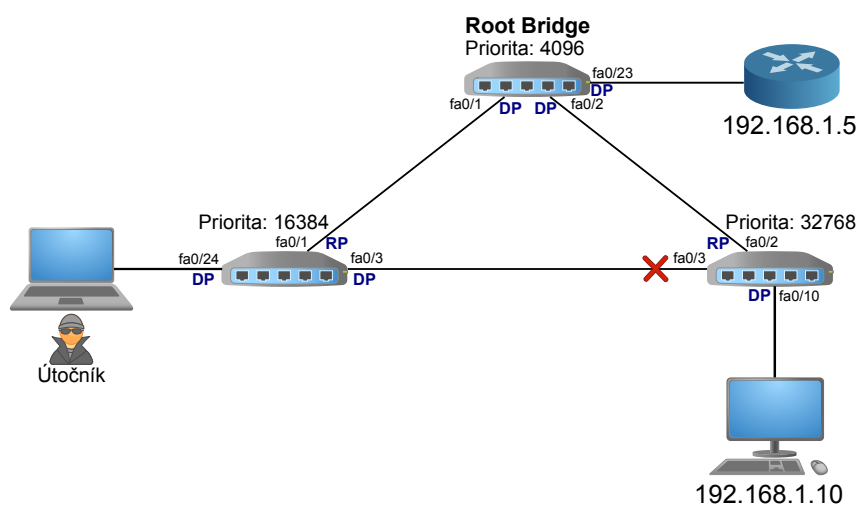 Root Bridge
Priorita: 4096
fa0/23
DP
fa0/1
DP
DP
fa0/2
192.168.1.5
Priorita: 16384
fa0/1
RP
fa0/24
DP
fa0/3
DP
Priorita: 32768
fa0/3
RP
fa0/2
DP
fa0/10
Útočník
192.168.1.10